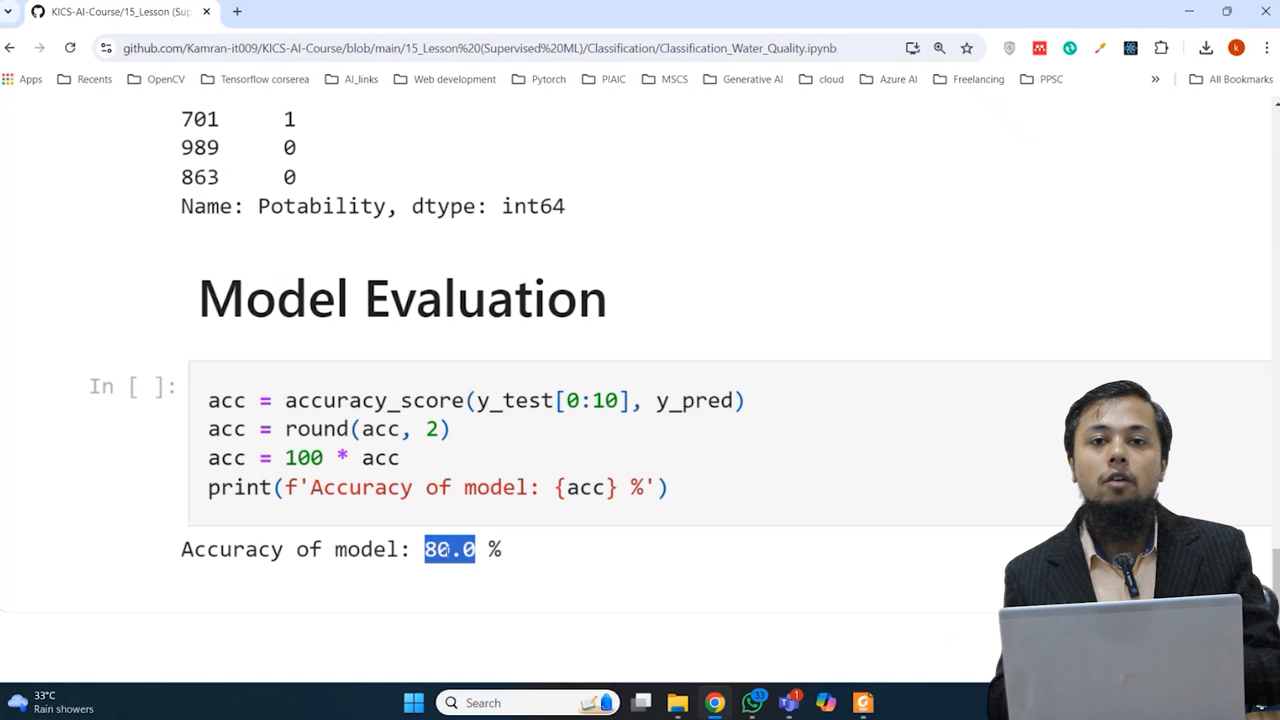 KICS-AI-Course/15_Lesson (Sup
github.com/Kamran-it009/KICS-AI-Course/blob/main/15_Lesson%20(Supervised%20ML)/Classification/Classification_Water_Quality.ipynb
k
Apps Recents OpenCV Tensorflow corserea AI_links Web development Pytorch PIAIC MSCS Generative AI cloud Azure AI Freelancing PPSC » All Bookmarks
701 1
989 0
863 0
Name: Potability, dtype: int64
Model Evaluation
In [ ]:
acc = accuracy_score(y_test[0:10], y_pred)
acc = round(acc, 2)
acc = 100 * acc
print(f'Accuracy of model: {acc} %')
Accuracy of model: 80.0 %
33°C
Rain showers
Search
33
1